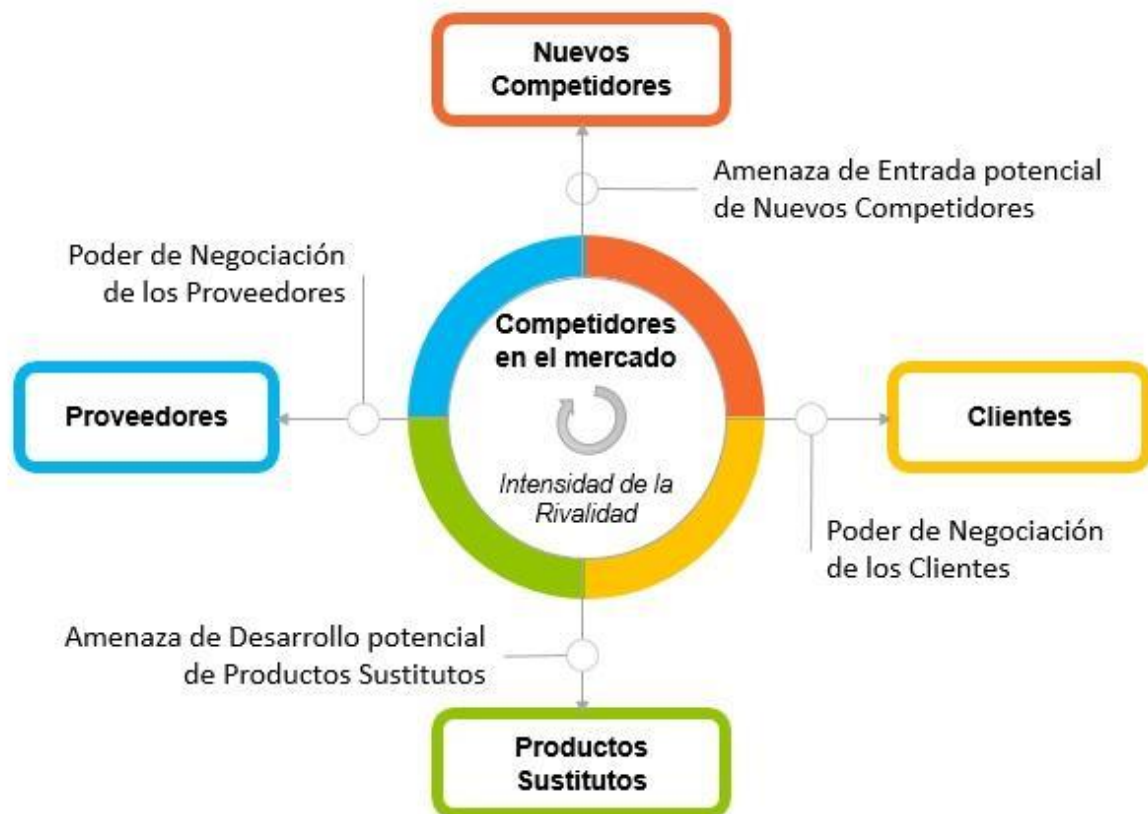 Nuevos
Competidores
Amenaza de Entrada potencial
de Nuevos Competidores
Poder de Negociación
de los Proveedores
Competidores
en el mercado
Proveedores
Clientes
Intensidad de la
Rivalidad
Poder de Negociación
de los Clientes
Amenaza de Desarrollo potencial
de Productos Sustitutos
Productos
Sustitutos